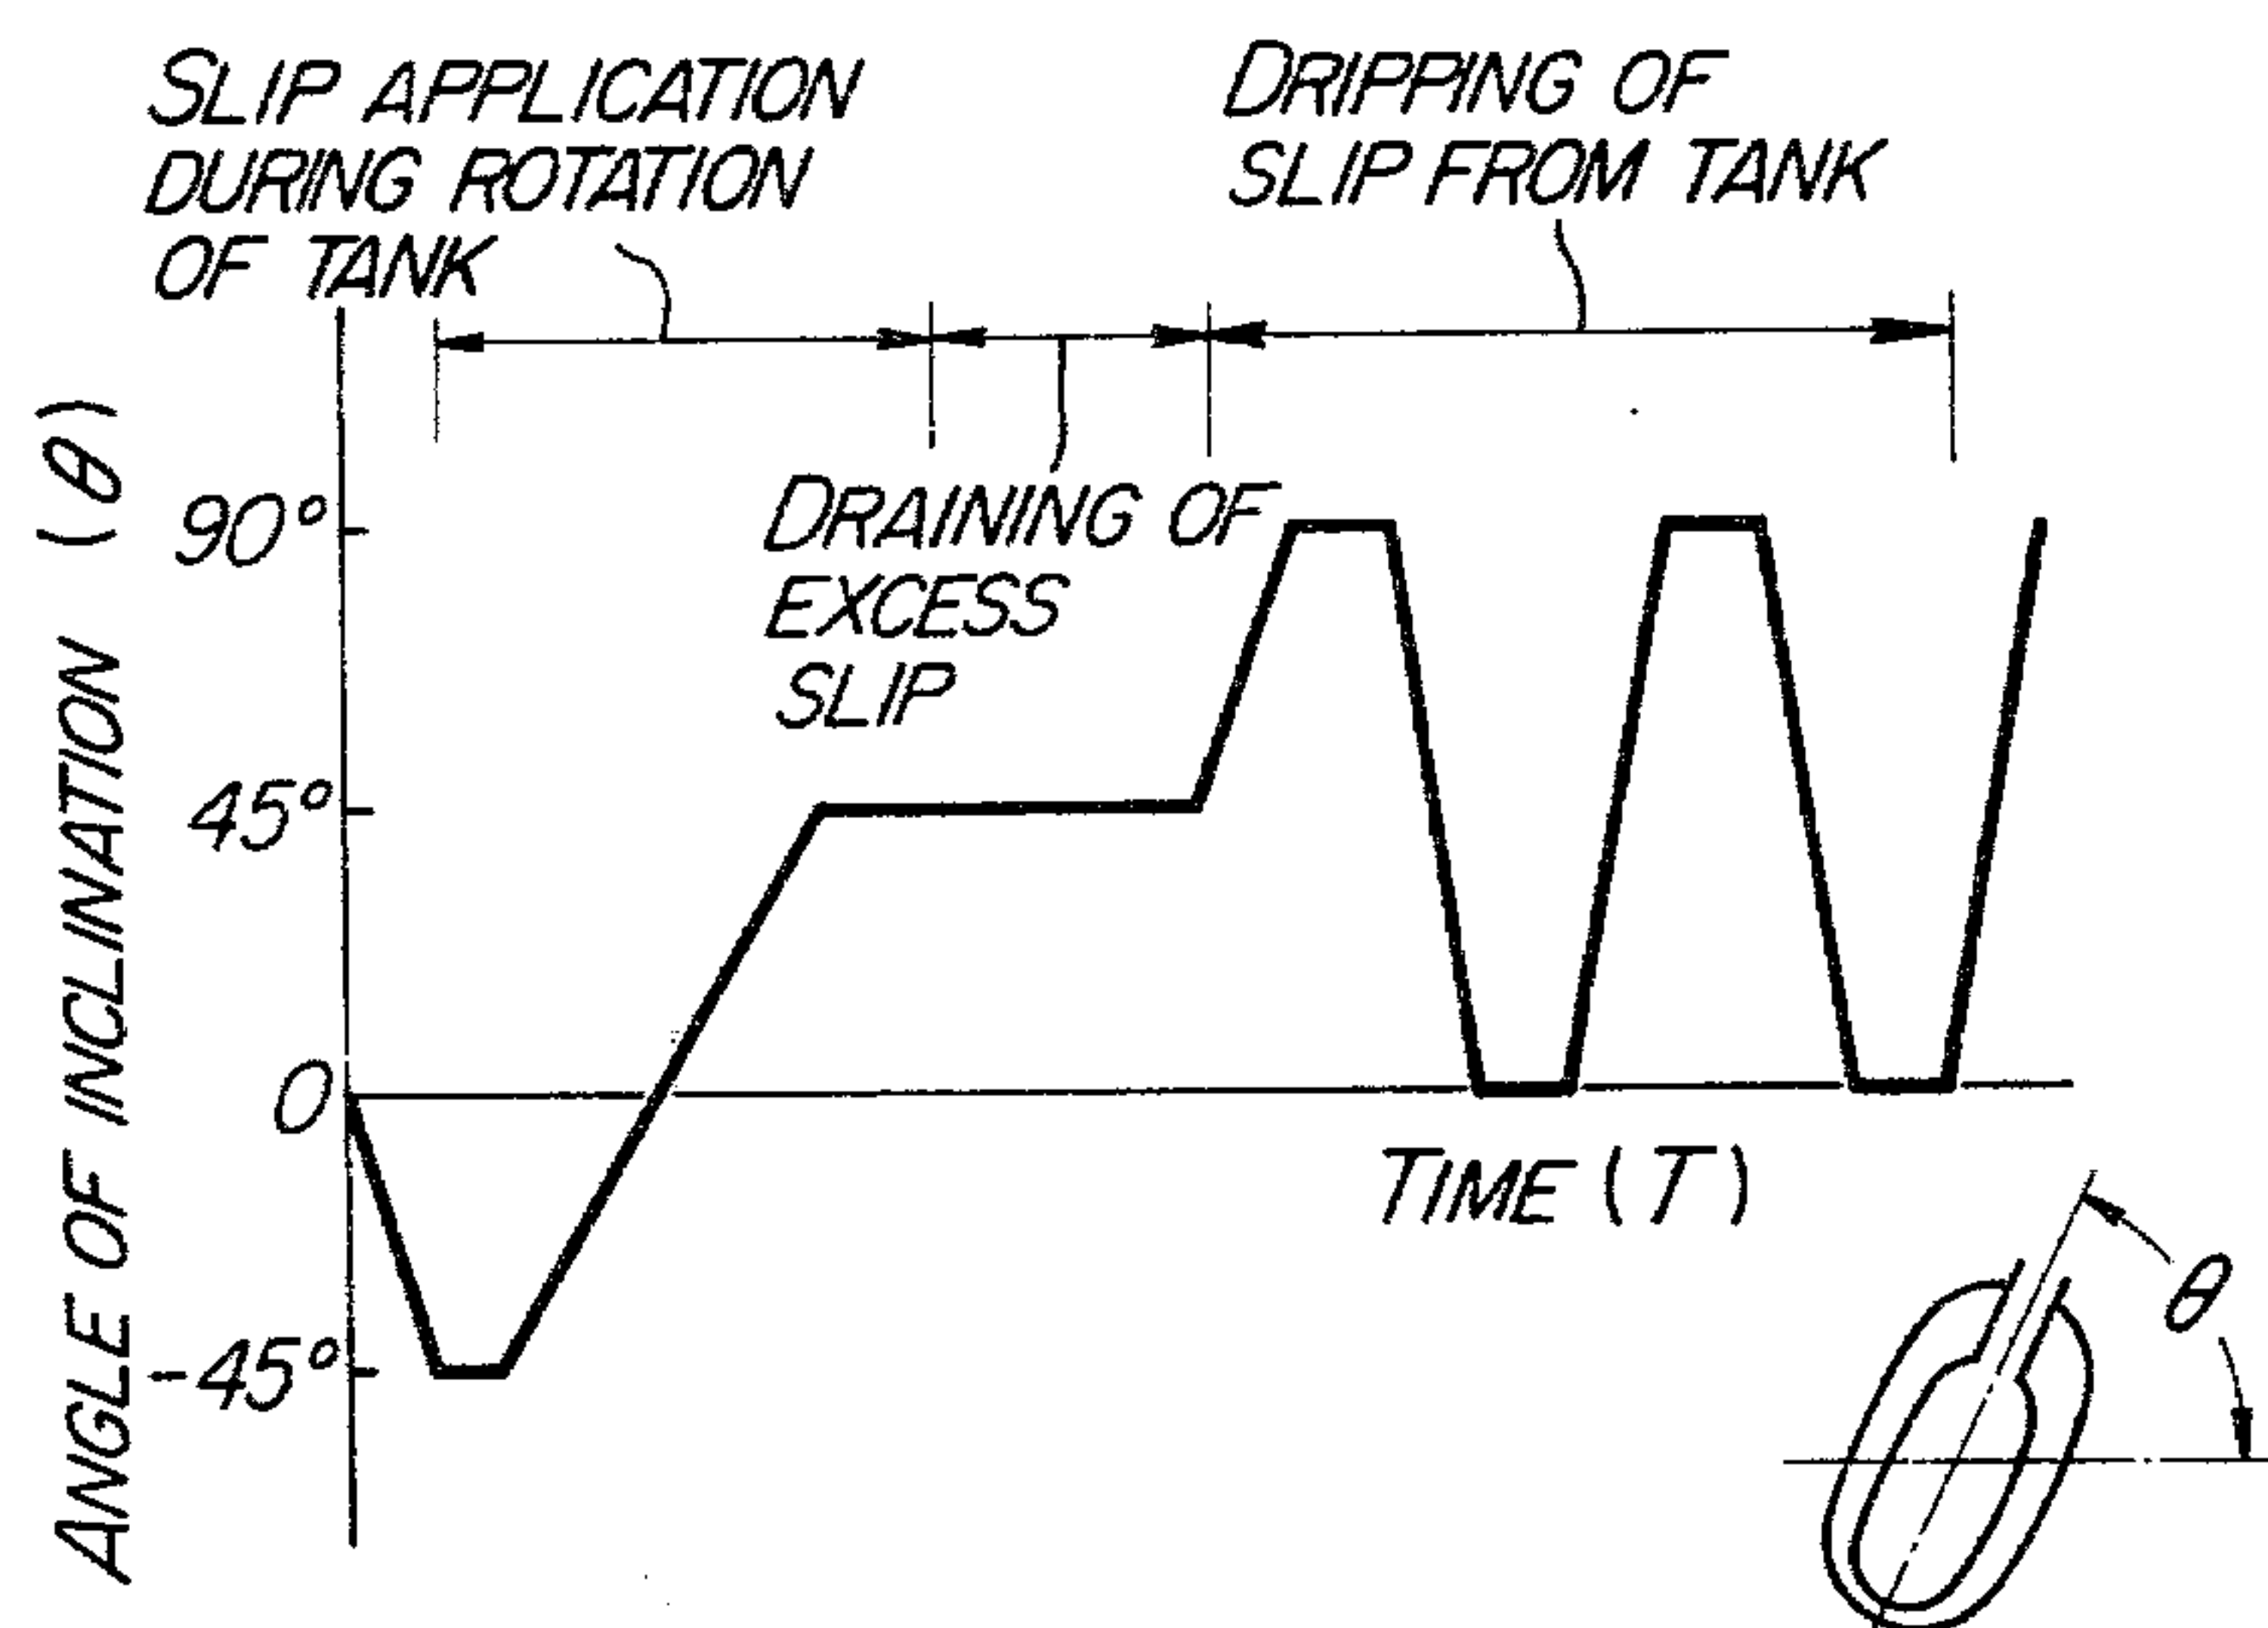 SLIP APPLICATION
DURING ROTATION
OF TANK
DRIPPING OF
SLIP FROM TANK
DRAINING OF
EXCESS
SLIP
ANGLE OF INCLINATION (θ)
90°
45°
0
-45°
TIME (T)
θ